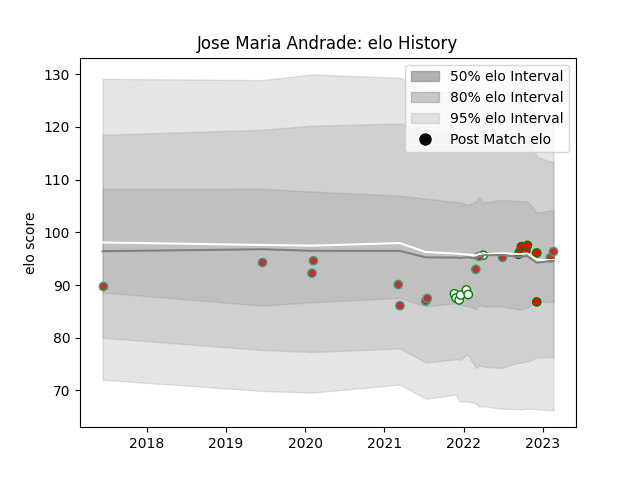 Jose Maria Andrade: elo History
50% elo Interval
80% elo Interval
95% elo Interval
Post Match elo
elo score
130
120
110
100
90
80
70
2018 2019 2020 2021 2022 2023